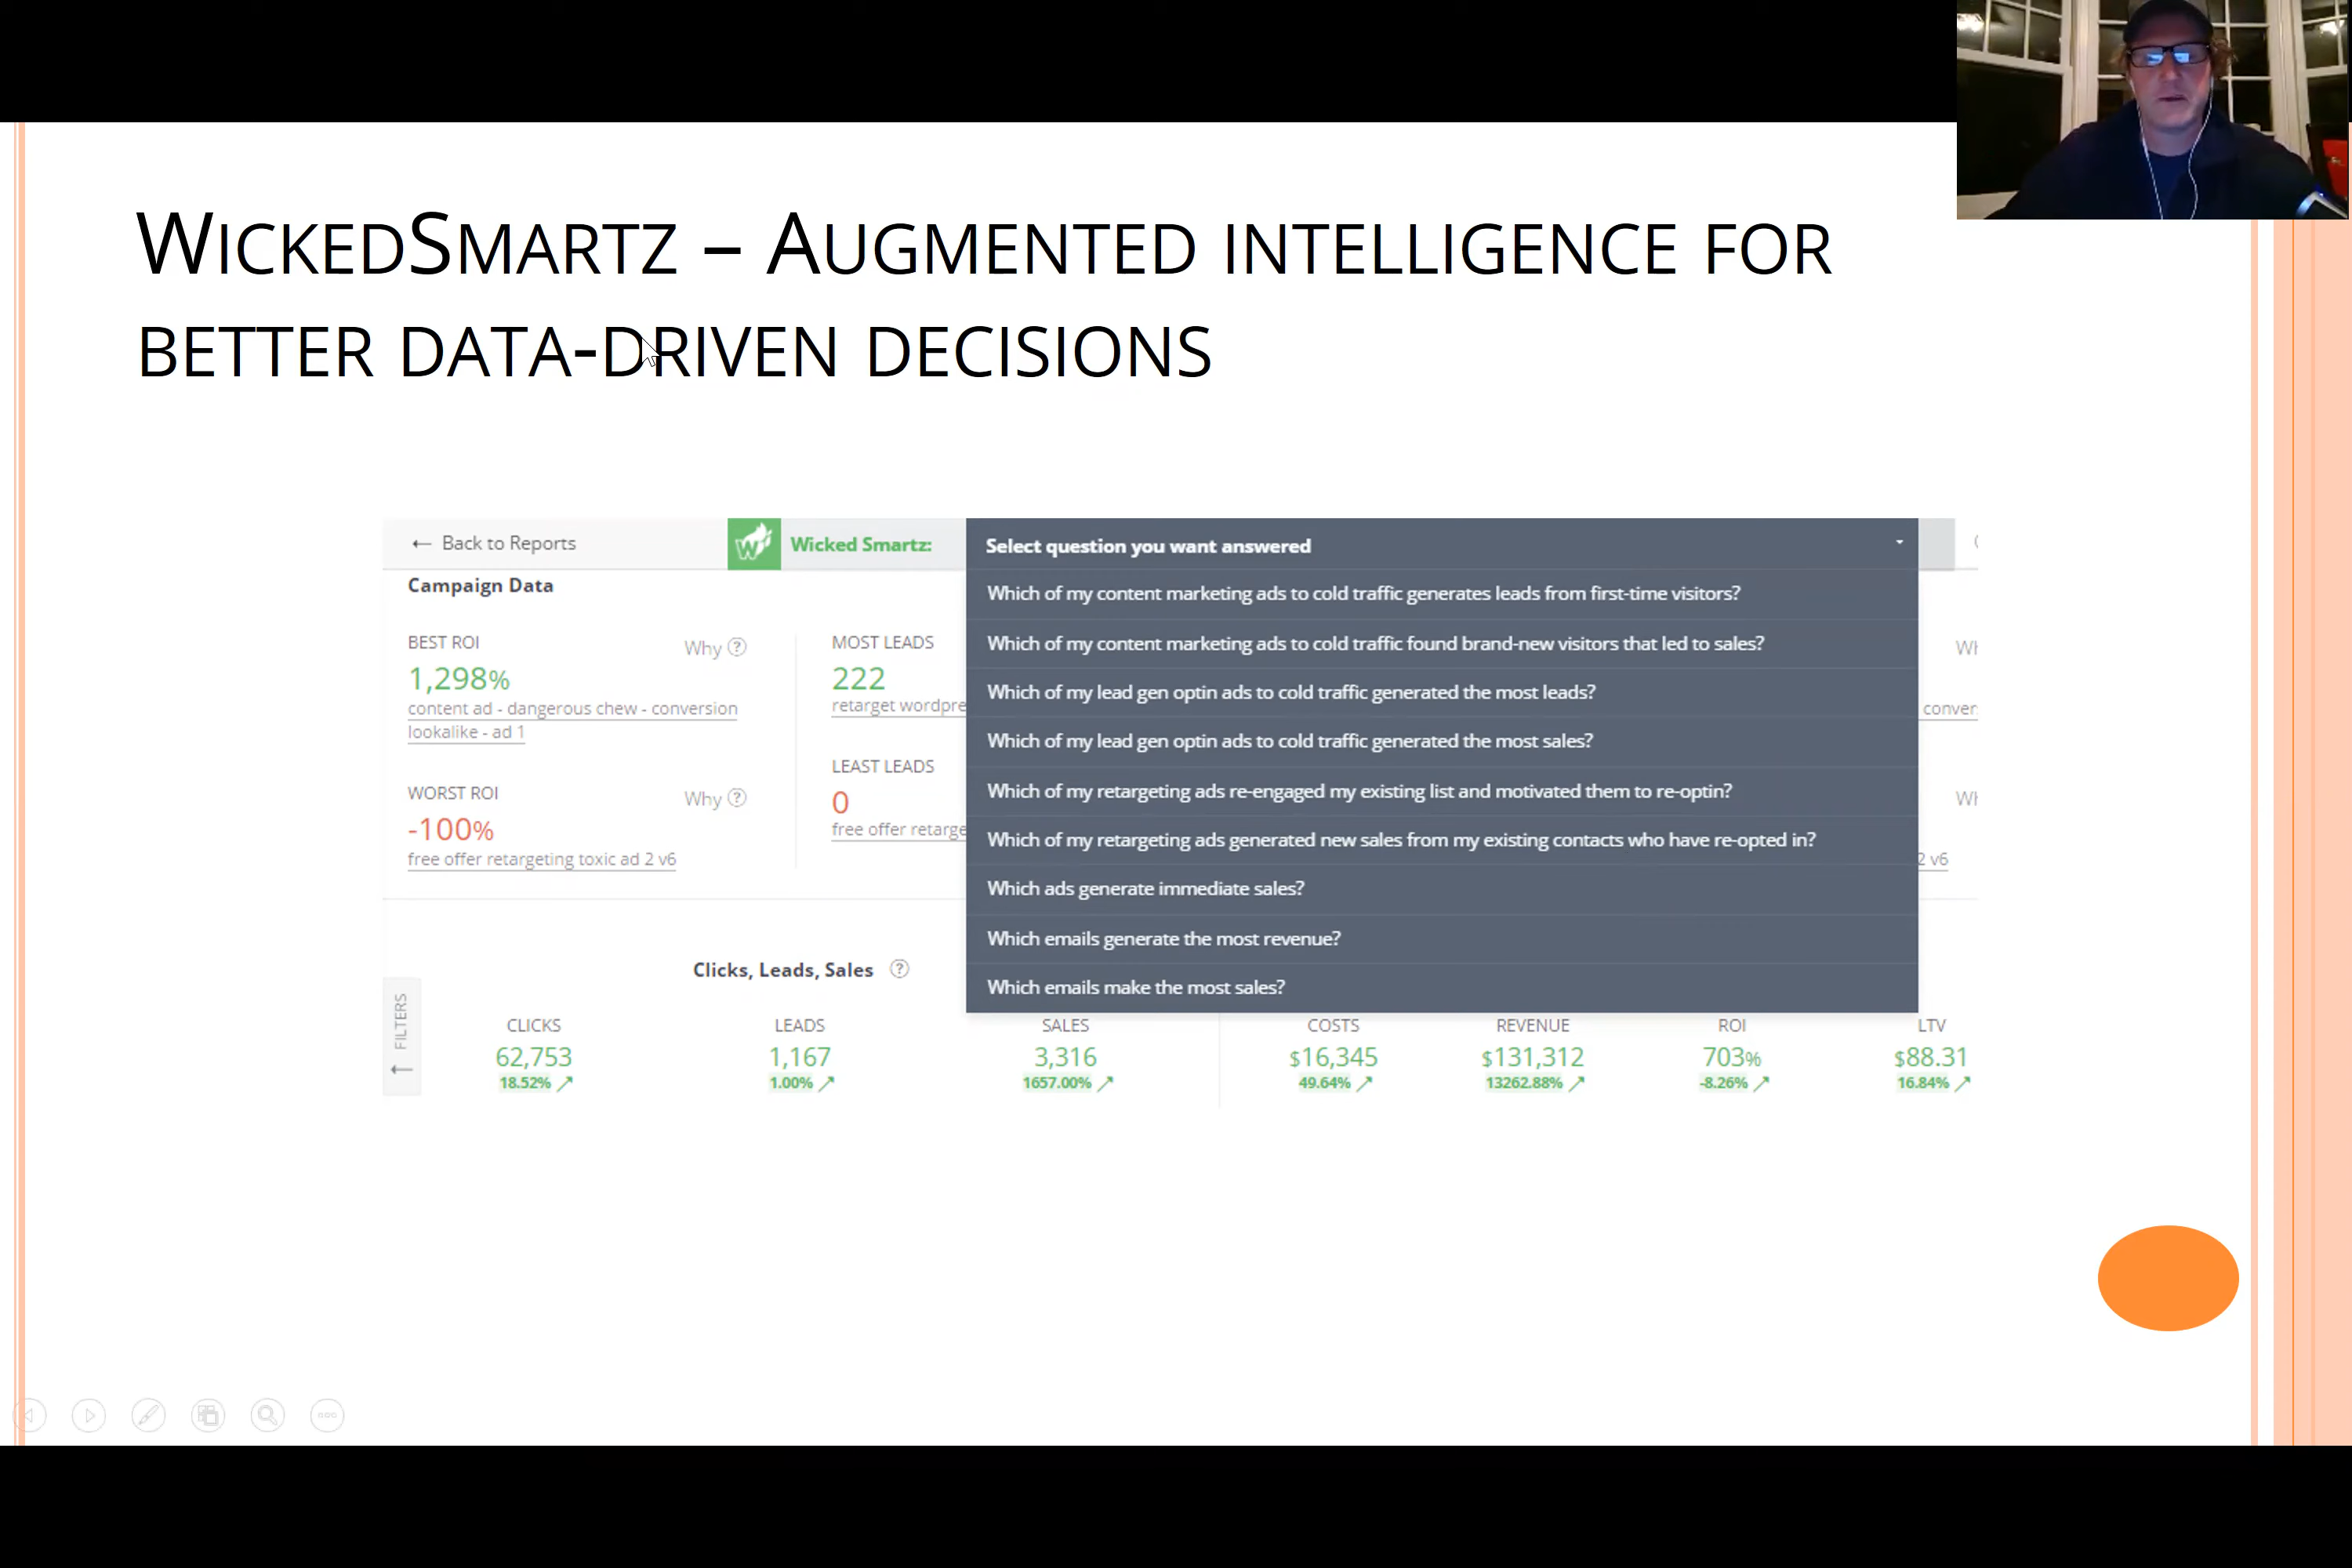 WICKEDSMARTZ – AUGMENTED INTELLIGENCE FOR
BETTER DATA-DRIVEN DECISIONS
← Back to Reports
Wicked Smartz:
Select question you want answered
Campaign Data
Which of my content marketing ads to cold traffic generates leads from first-time visitors?
Which of my content marketing ads to cold traffic found brand-new visitors that led to sales?
Which of my lead gen optin ads to cold traffic generated the most leads?
Which of my lead gen optin ads to cold traffic generated the most sales?
Which of my retargeting ads re-engaged my existing list and motivated them to re-optin?
Which of my retargeting ads generated new sales from my existing contacts who have re-opted in?
Which ads generate immediate sales?
Which emails generate the most revenue?
Which emails make the most sales?
BEST ROI
Why ?
1,298%
content ad - dangerous chew - conversion
lookalike - ad 1
WORST ROI
Why ?
-100%
free offer retargeting toxic ad 2 v6
MOST LEADS
222
retarget wordpre
LEAST LEADS
0
free offer retarge
Wh
conver
Wh
2 v6
FILTERS
Clicks, Leads, Sales ?
CLICKS
62,753
18.52%
LEADS
1,167
1.00%
SALES
3,316
1657.00%
COSTS
$16,345
49.64%
REVENUE
$131,312
13262.88%
ROI
703%
-8.26%
LTV
$88.31
16.84%